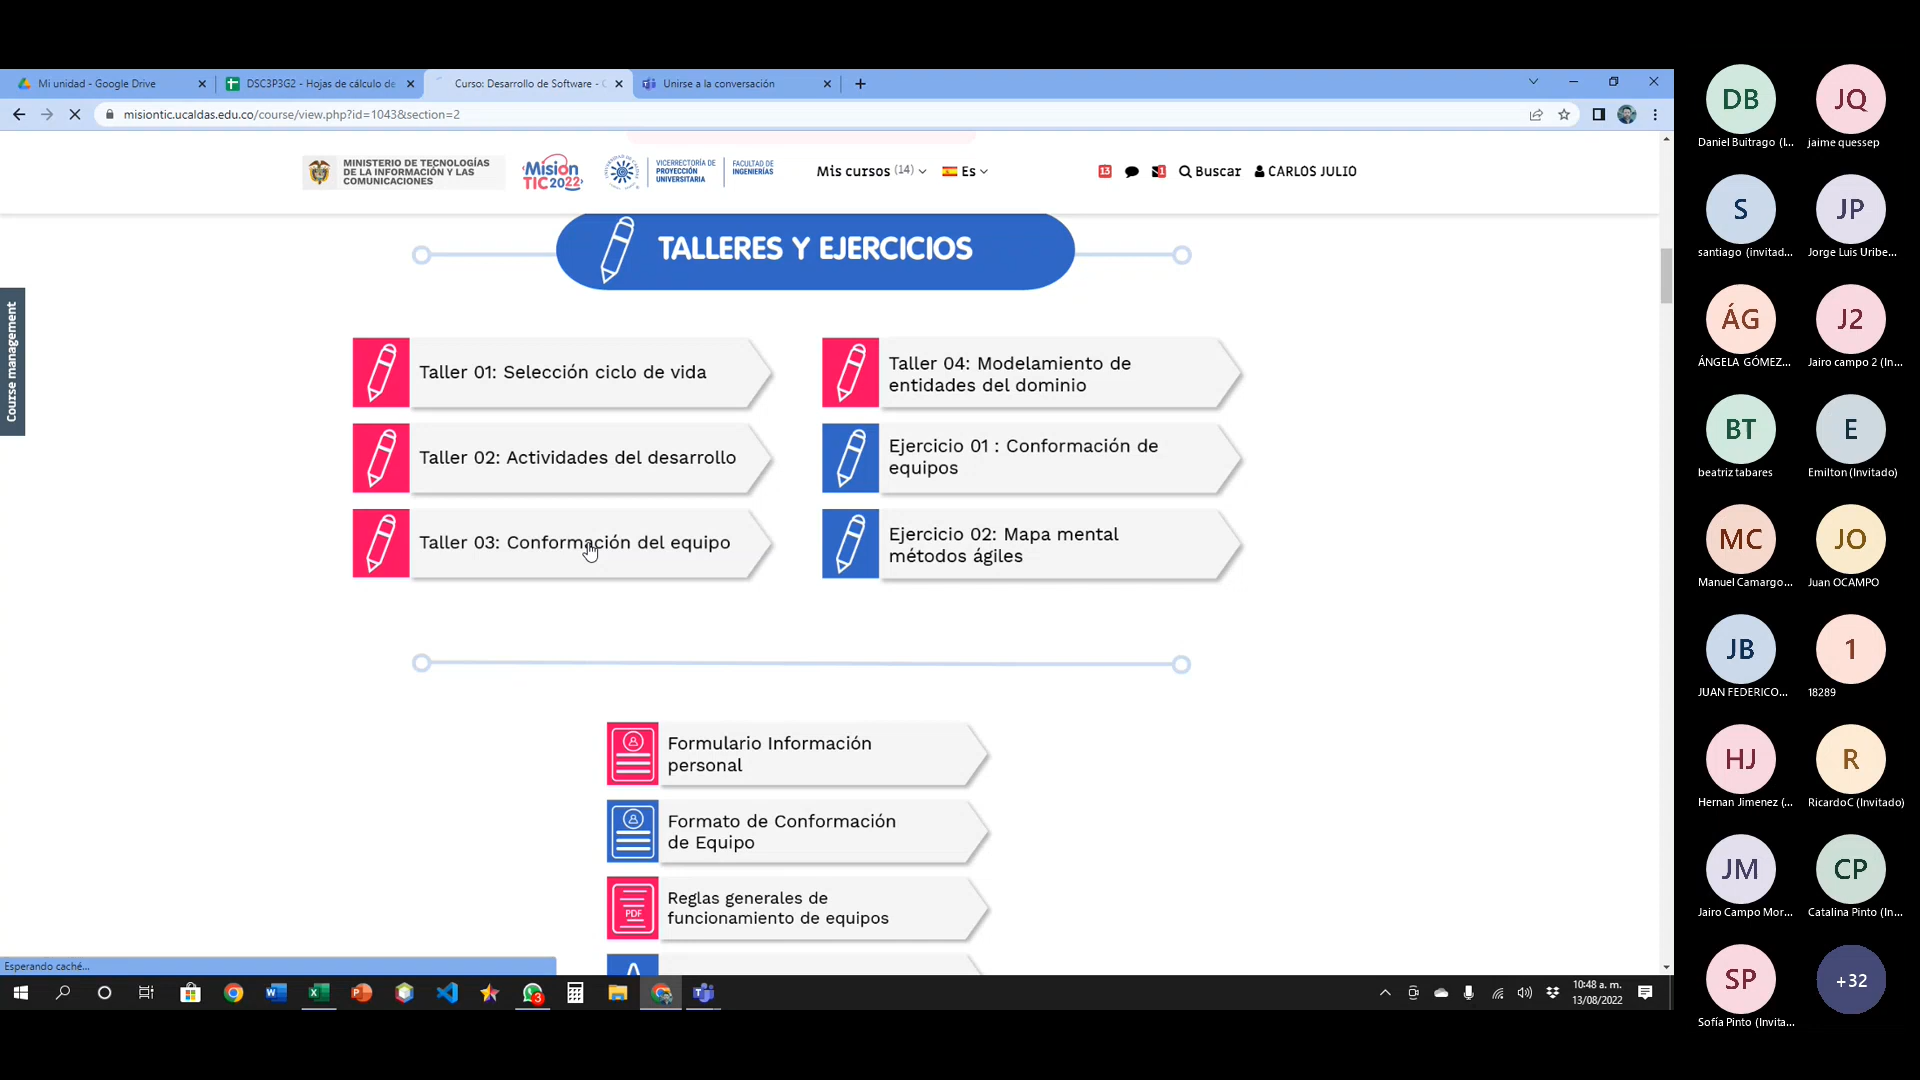 Mi unidad - Google Drive
DSC3P3G2 - Hojas de cálculo de
Curso: Desarrollo de Software -
Unirse a la conversación
misiontic.ucaldas.edu.co/course/view.php?id=1043&section=2
MINISTERIO DE TECNOLOGÍAS
DE LA INFORMACIÓN Y LAS
COMUNICACIONES
Misión
TIC 2022
VICERRECTORÍA DE
PROYECCIÓN
UNIVERSITARIA
FACULTAD DE
INGENIERÍAS
Mis cursos (14)
Es
13
1
Buscar
CARLOS JULIO
Course management
TALLERES Y EJERCICIOS
Taller 01: Selección ciclo de vida
Taller 02: Actividades del desarrollo
Taller 03: Conformación del equipo
Taller 04: Modelamiento de
entidades del dominio
Ejercicio 01 : Conformación de
equipos
Ejercicio 02: Mapa mental
métodos ágiles
Formulario Información
personal
Formato de Conformación
de Equipo
PDF
Reglas generales de
funcionamiento de equipos
Esperando caché...
3
10:48 a. m.
13/08/2022
DB
Daniel Buitrago (I...
JQ
jaime quessep
S
santiago (invitad...
JP
Jorge Luis Uribe...
ÁG
ÁNGELA GÓMEZ...
J2
Jairo campo 2 (In...
BT
beatriz tabares
E
Emilton (Invitado)
MC
Manuel Camargo...
JO
Juan OCAMPO
JB
JUAN FEDERICO...
1
18289
HJ
Hernan Jimenez (...
R
RicardoC (Invitado)
JM
Jairo Campo Mor...
CP
Catalina Pinto (In...
SP
Sofía Pinto (Invita...
+32